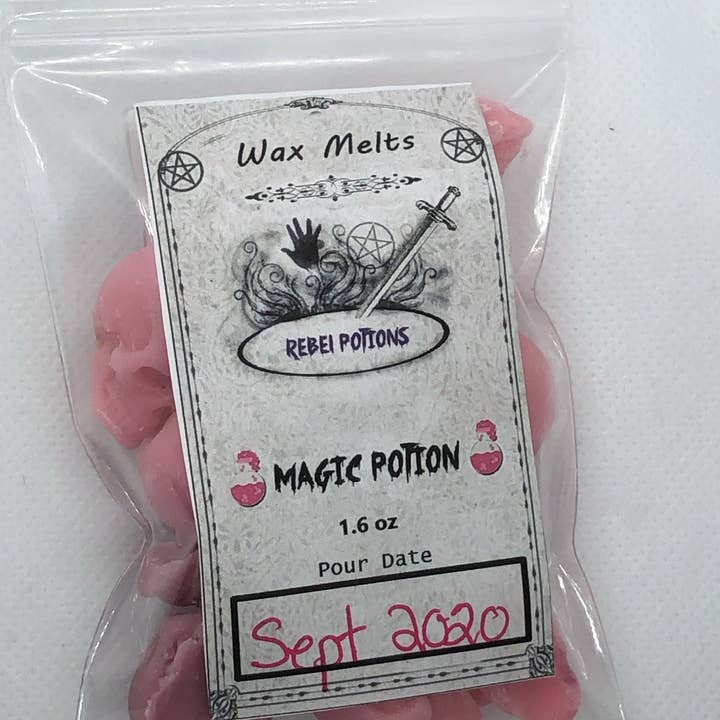 Wax Melts
REBEL POTIONS
MAGIC POTION
1.6 oz
Pour Date
Sept 2020